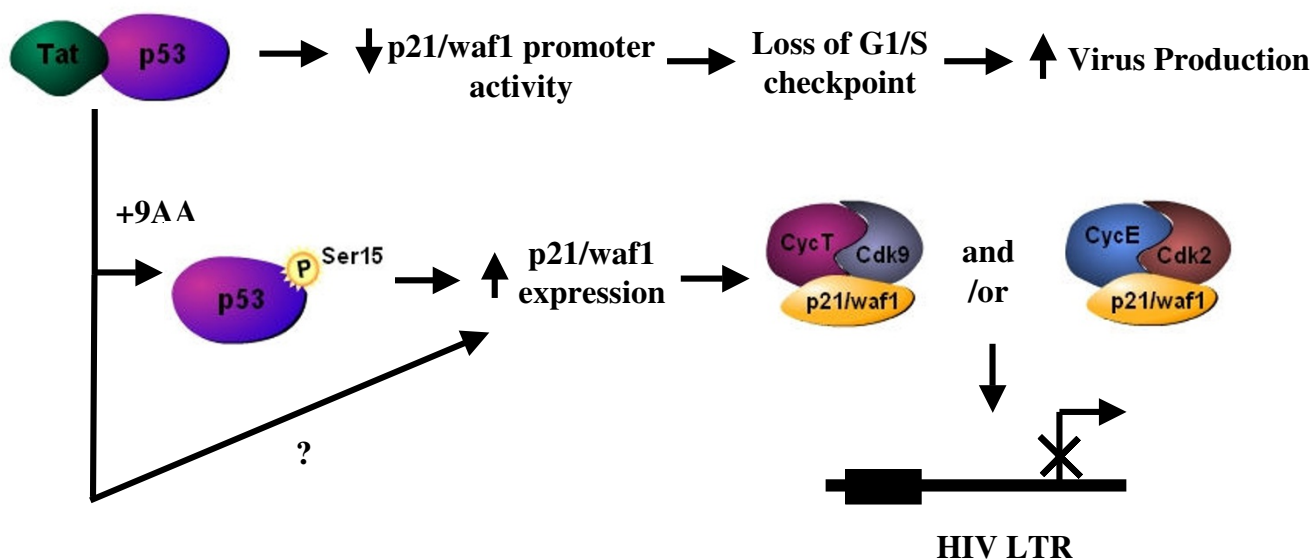 Tat
p53
p21/waf1 promoter
activity
Loss of G1/S
checkpoint
Virus Production
+9AA
p53
P
Ser15
p21/waf1
expression
CycT
Cdk9
p21/waf1
and
/or
CycE
Cdk2
p21/waf1
?
HIV LTR